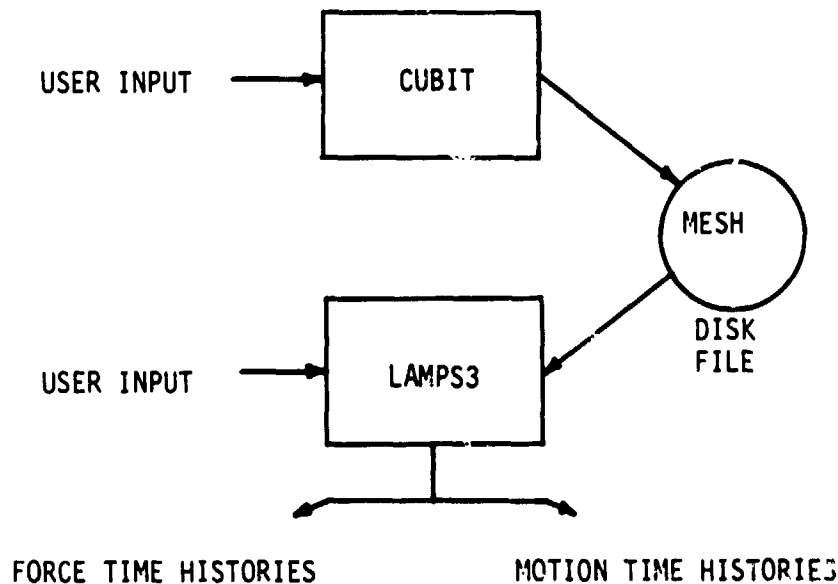 USER INPUT
CUBIT
MESH
DISK
FILE
USER INPUT
LAMPS3
FORCE TIME HISTORIES
MOTION TIME HISTORIES